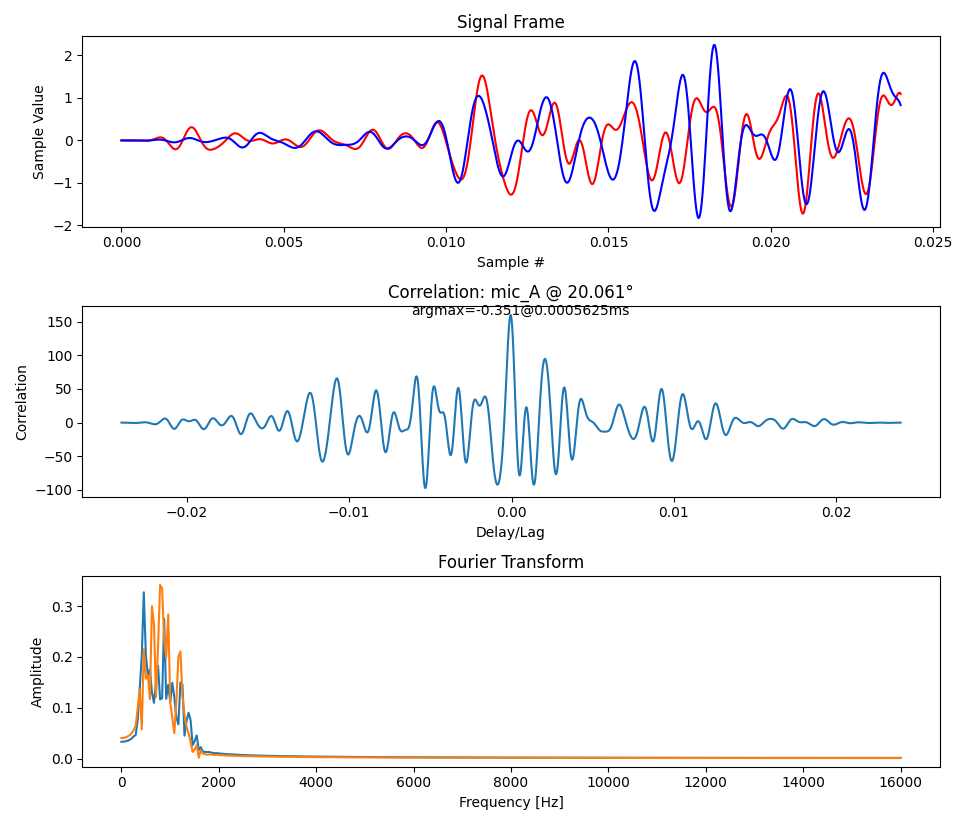 Signal Frame
Sample Value
2
1
0
−1
−2
0.000 0.005 0.010 0.015 0.020 0.025
Sample #
Correlation: mic_A @ 20.061°
argmax=-0.351@0.0005625ms
Correlation
150
100
50
0
−50
−100
−0.02 −0.01 0.00 0.01 0.02
Delay/Lag
Fourier Transform
Amplitude
0.3
0.2
0.1
0.0
0 2000 4000 6000 8000 10000 12000 14000 16000
Frequency [Hz]